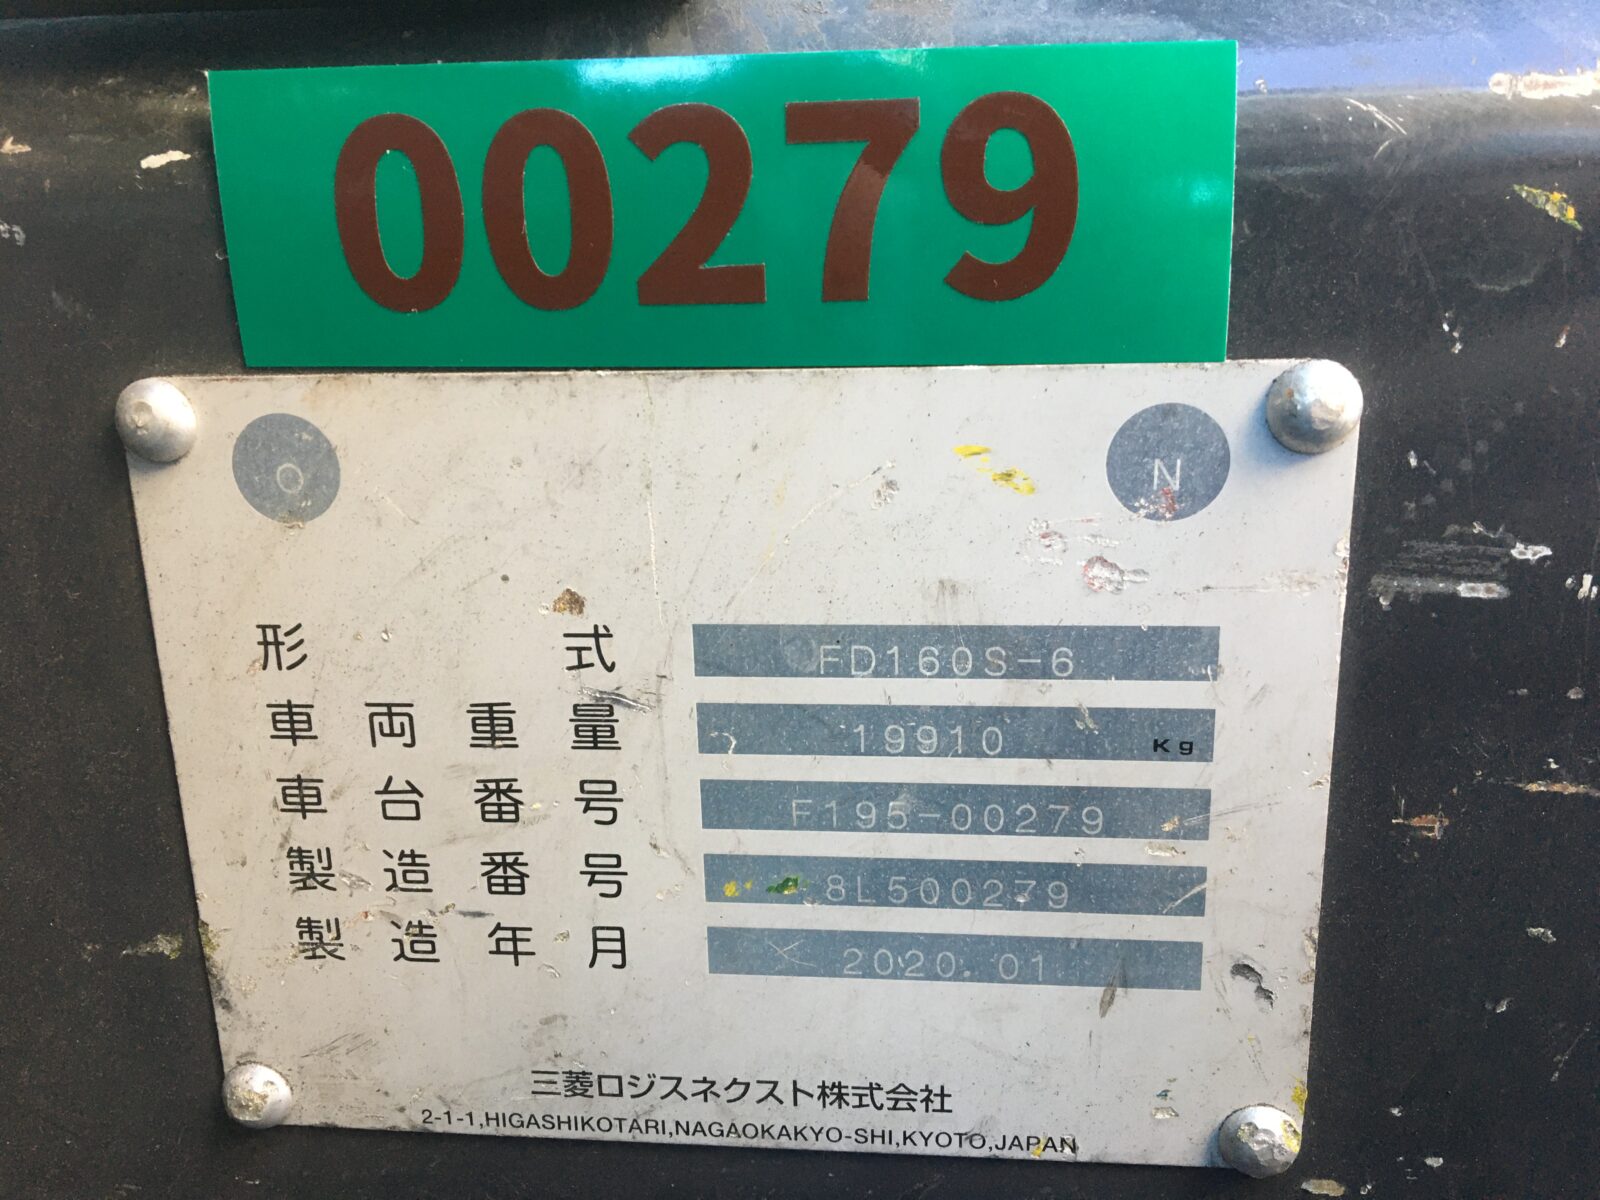 00279
O N
形式 FD160S-6
車両重量 19910 Kg
車台番号 F195-00279
製造番号 8L500279
製造年月 2020.01
三菱ロジスネクスト株式会社
2-1-1,HIGASHIKOTARI,NAGAOKAKYO-SHI,KYOTO,JAPAN